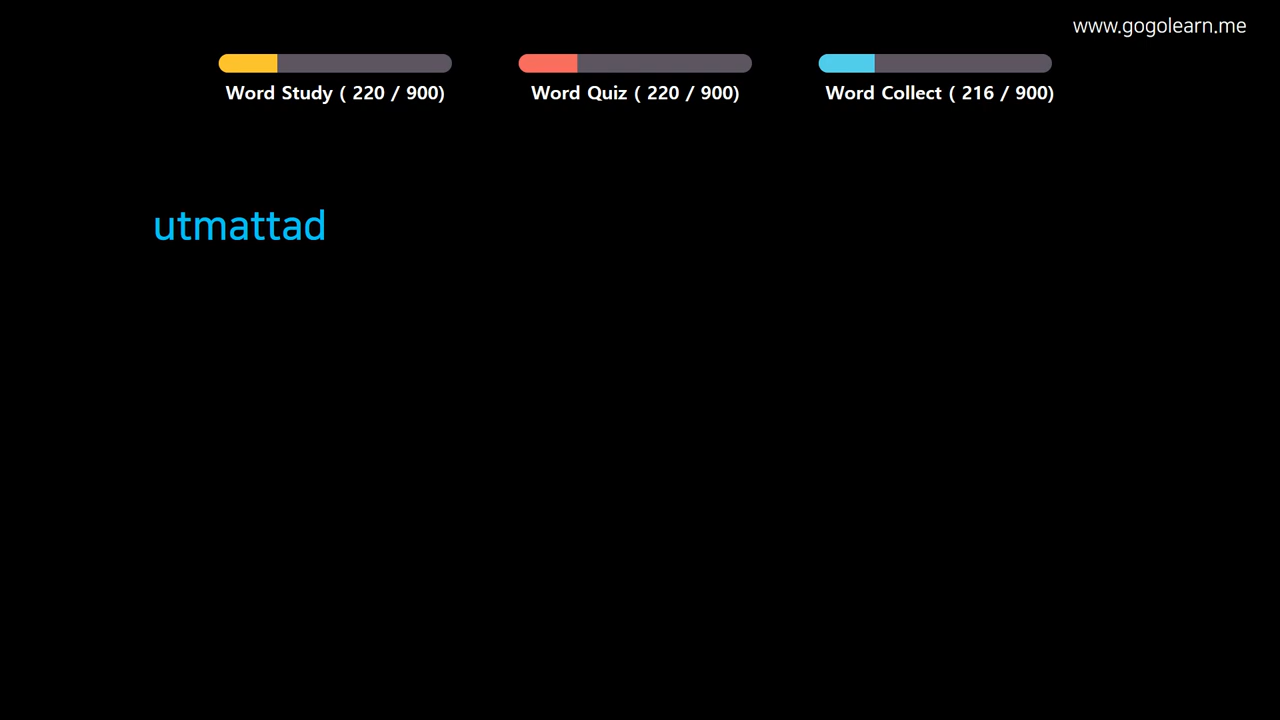 www.gogolearn.me
Word Study ( 220 / 900)
Word Quiz ( 220 / 900)
Word Collect ( 216 / 900)
utmattad